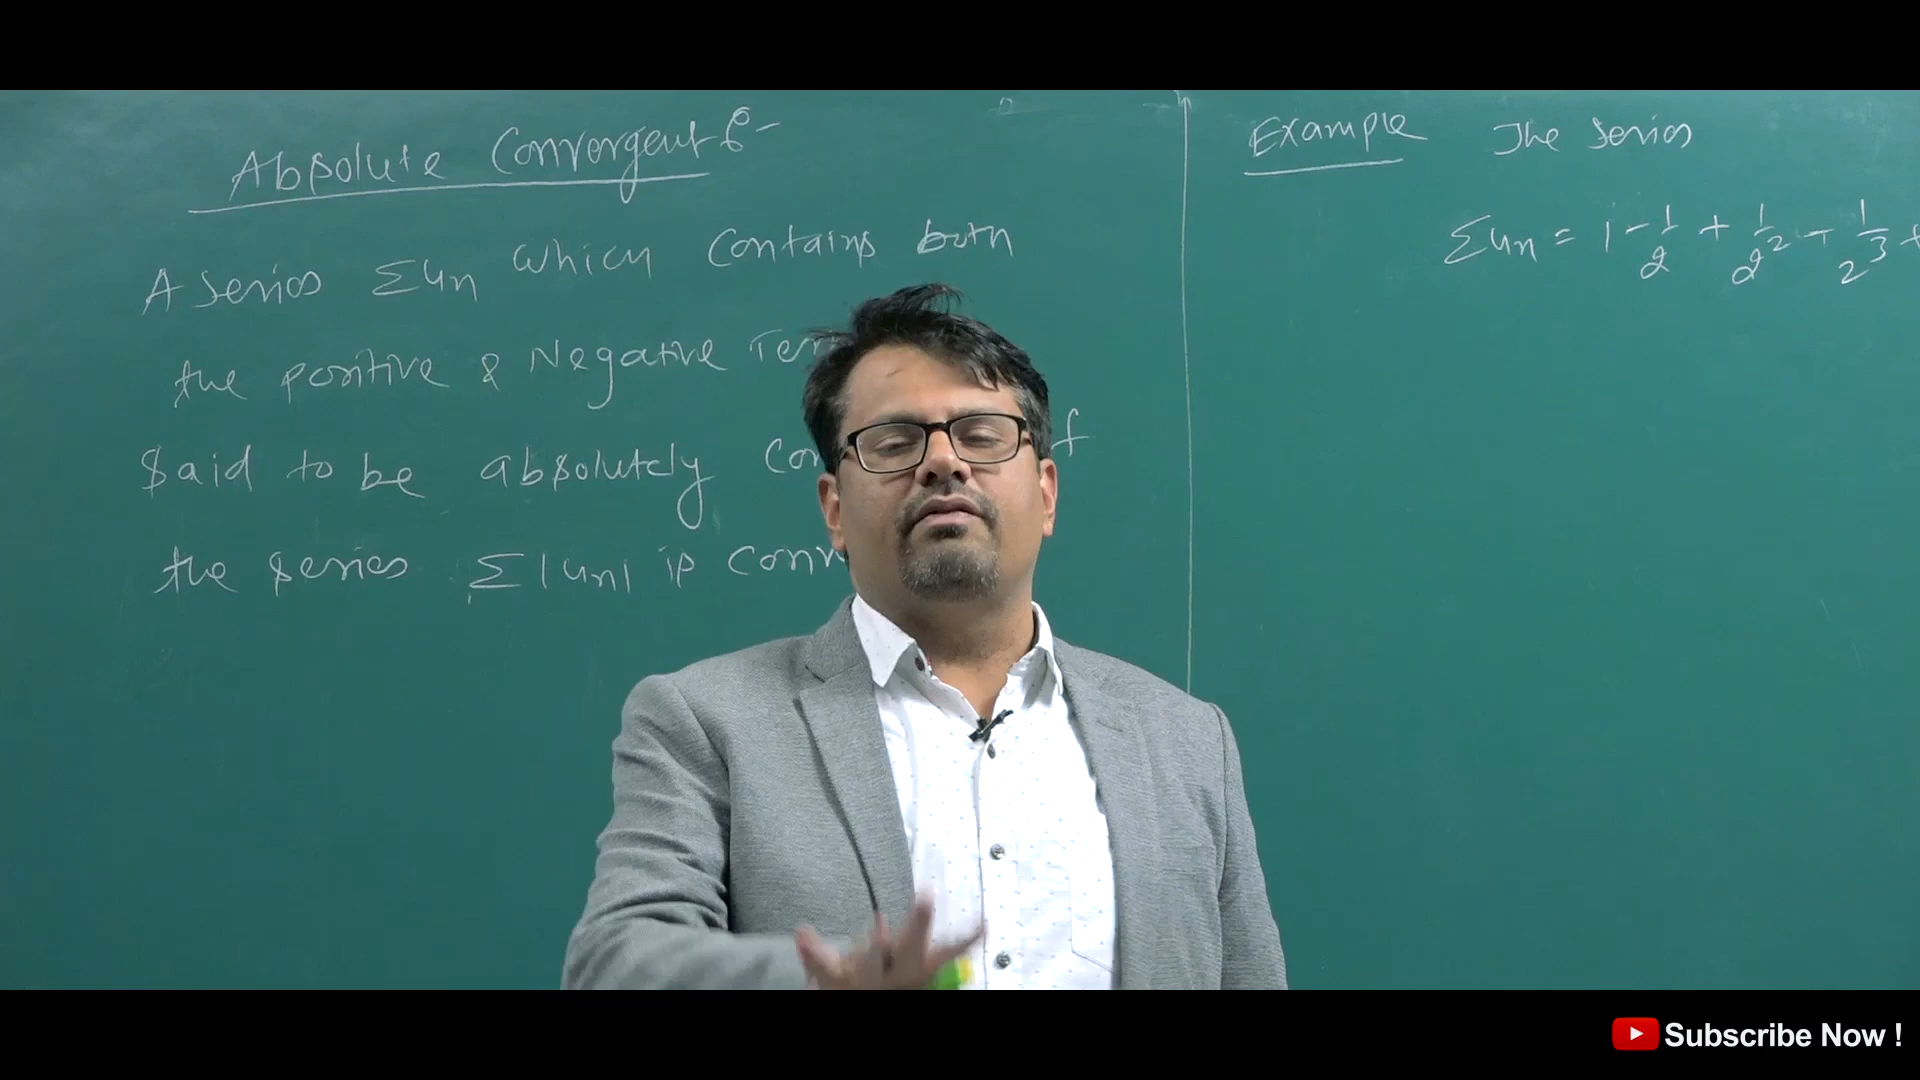 Absolute Convergent :-
A series Σun which contains both
the positive & Negative
said to be absolutely
the series Σ|un| is
Example The series
Σun = 1 - 1/2 + 1/2² - 1/2³ +
Subscribe Now !